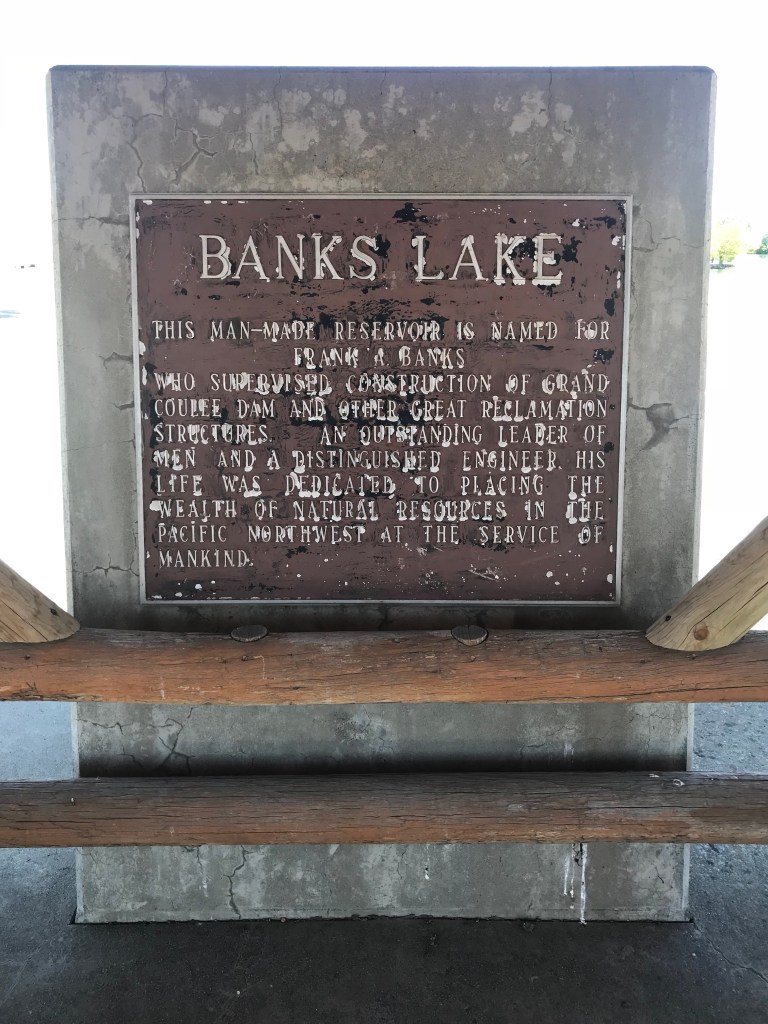 BANKS LAKE
THIS MAN-MADE RESERVOIR IS NAMED FOR
FRANK A BANKS
WHO SUPERVISED CONSTRUCTION OF GRAND
COULEE DAM AND OTHER GREAT RECLAMATION
STRUCTURES. AN OUTSTANDING LEADER OF
MEN AND A DISTINGUISHED ENGINEER. HIS
LIFE WAS DEDICATED TO PLACING THE
WEALTH OF NATURAL RESOURCES IN THE
PACIFIC NORTHWEST AT THE SERVICE OF
MANKIND.